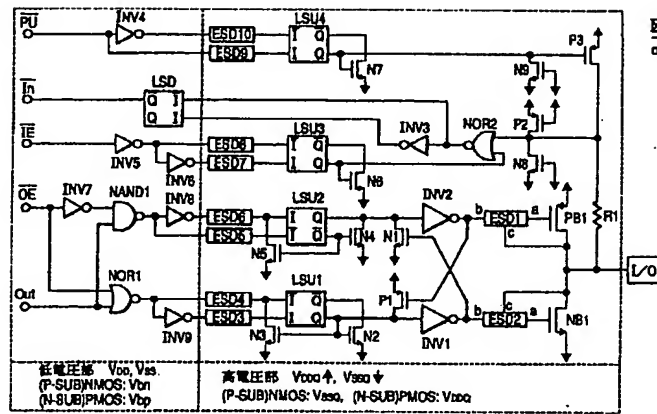 PU
INV4
ESD10
ESD9
LSU4
I Q
I Q
N7
N9
P3
In
LSD
Q I
Q I
INV3
NOR2
P2
N8
IE
INV5
INV6
ESD8
ESD7
LSU3
I Q
I Q
N6
OE
INV7
NAND1
INV8
ESD6
ESD5
LSU2
I Q
I Q
N5
N4
N1
INV2
b ESD1 a
c
PB1
R1
I/O
Out
NOR1
INV9
ESD4
ESD3
LSU1
I Q
I Q
N3
N2
P1
INV1
b ESD2 a
c
NB1
低電圧部 VDD, VSS
(P-SUB)NMOS: Vbn
(N-SUB)PMOS: Vbp
高電圧部 VDDQ↑, VSSQ↓
(P-SUB)NMOS: VSSQ, (N-SUB)PMOS: VDDQ